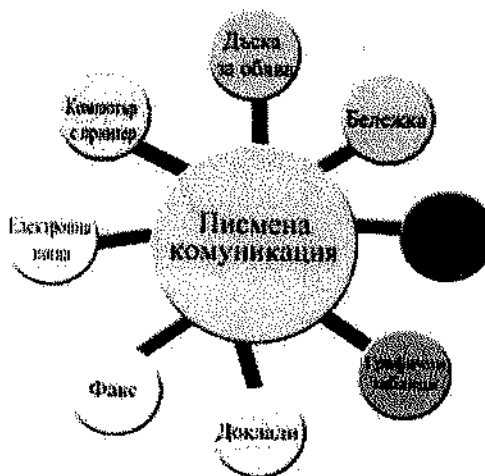 Дъска
за обяви
Бележка
Компютър
с принтер
Писмена
комуникация
Електронна
поща
Факс
Доклади